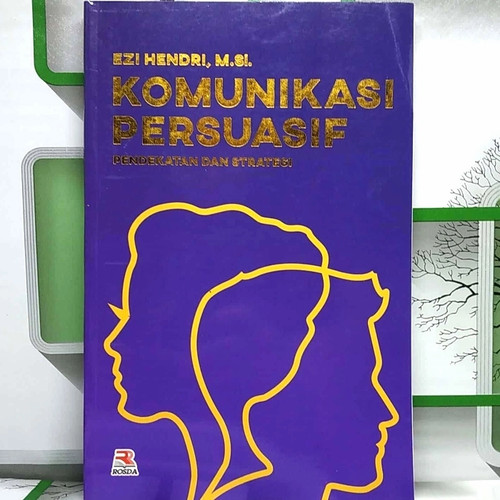 EZI HENDRI, M.Si.
KOMUNIKASI
PERSUASIF
PENDEKATAN DAN STRATEGI
ROSDA